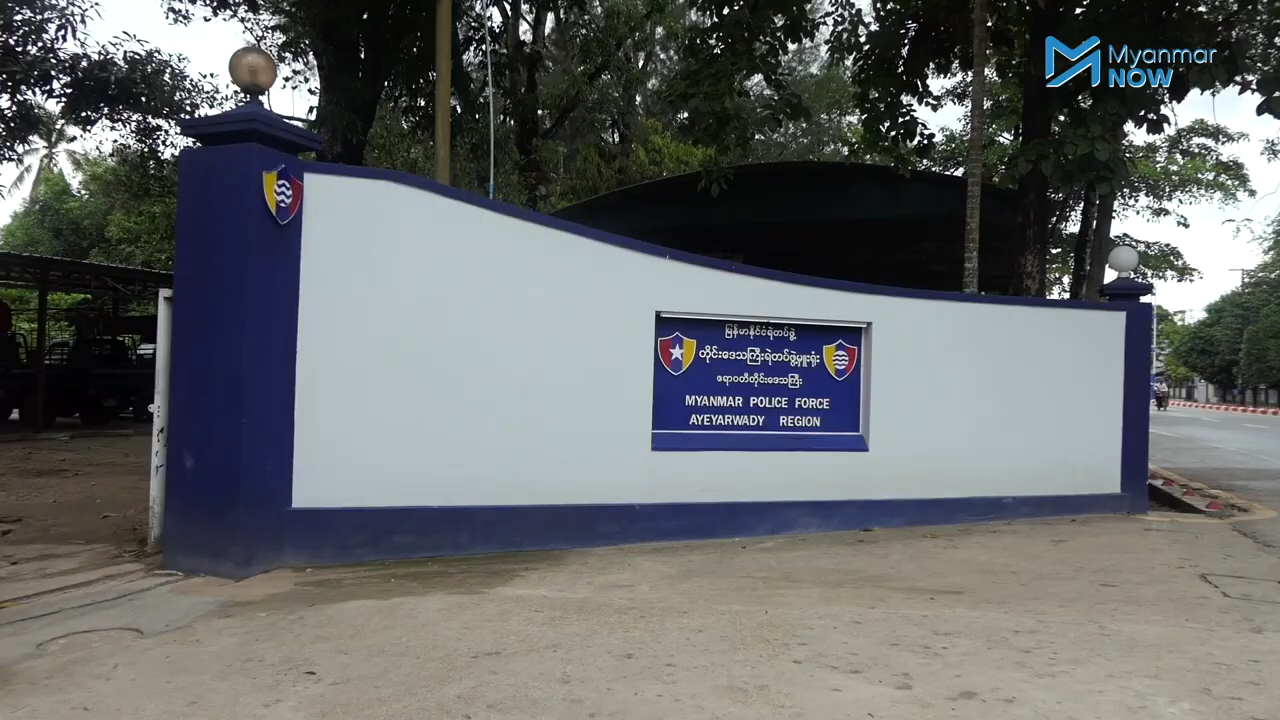 Myanmar
NOW
မြန်မာနိုင်ငံရဲတပ်ဖွဲ့
တိုင်းဒေသကြီးရဲတပ်ဖွဲ့မှူးရုံး
ဧရာဝတီတိုင်းဒေသကြီး
MYANMAR POLICE FORCE
AYEYARWADY REGION